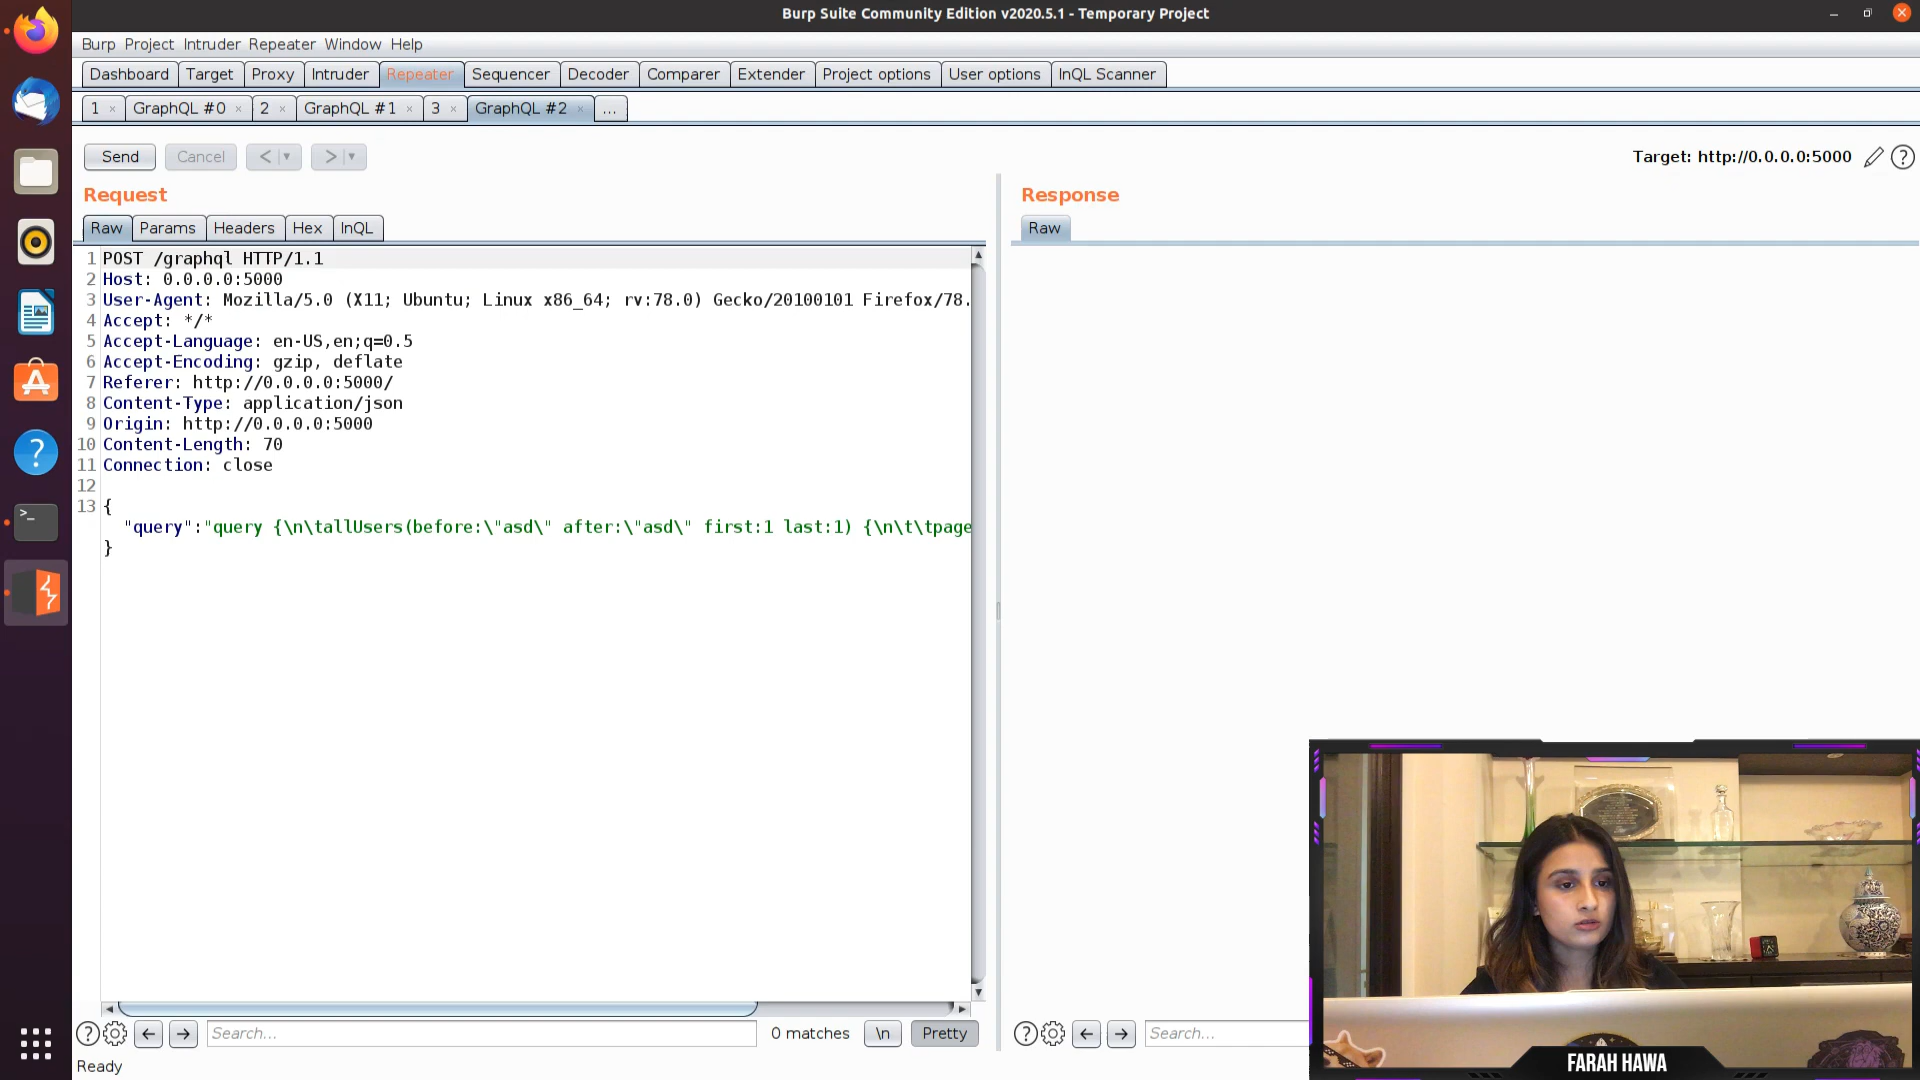 Burp Suite Community Edition v2020.5.1 - Temporary Project
Burp Project Intruder Repeater Window Help
Dashboard Target Proxy Intruder Repeater Sequencer Decoder Comparer Extender Project options User options InQL Scanner
1 × GraphQL #0 × 2 × GraphQL #1 × 3 × GraphQL #2 × ...
Send Cancel < ▼ > ▼ Target: http://0.0.0.0:5000 ?
Request
Response
Raw Params Headers Hex InQL
Raw
1 POST /graphql HTTP/1.1
2 Host: 0.0.0.0:5000
3 User-Agent: Mozilla/5.0 (X11; Ubuntu; Linux x86_64; rv:78.0) Gecko/20100101 Firefox/78.
4 Accept: */*
5 Accept-Language: en-US,en;q=0.5
6 Accept-Encoding: gzip, deflate
7 Referer: http://0.0.0.0:5000/
8 Content-Type: application/json
9 Origin: http://0.0.0.0:5000
10 Content-Length: 70
11 Connection: close
12
13 {
"query":"query {\n\tallUsers(before:\"asd\" after:\"asd\" first:1 last:1) {\n\t\tpage
}
? Search... 0 matches \n Pretty
? Search...
Ready
FARAH HAWA